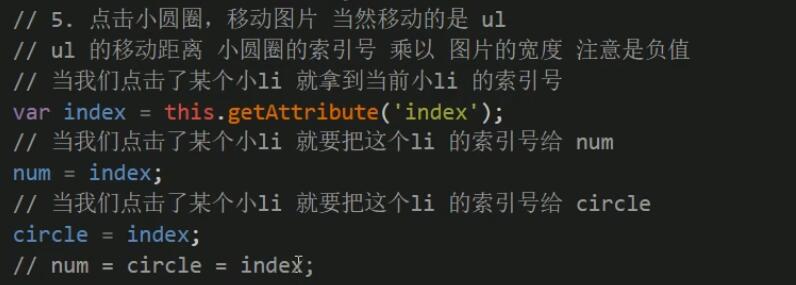 // 5. 点击小圆圈，移动图片 当然移动的是 ul
// ul 的移动距离 小圆圈的索引号 乘以 图片的宽度 注意是负值
// 当我们点击了某个小li 就拿到当前小li 的索引号
var index = this.getAttribute('index');
// 当我们点击了某个小li 就要把这个li 的索引号给 num
num = index;
// 当我们点击了某个小li 就要把这个li 的索引号给 circle
circle = index;
// num = circle = index;